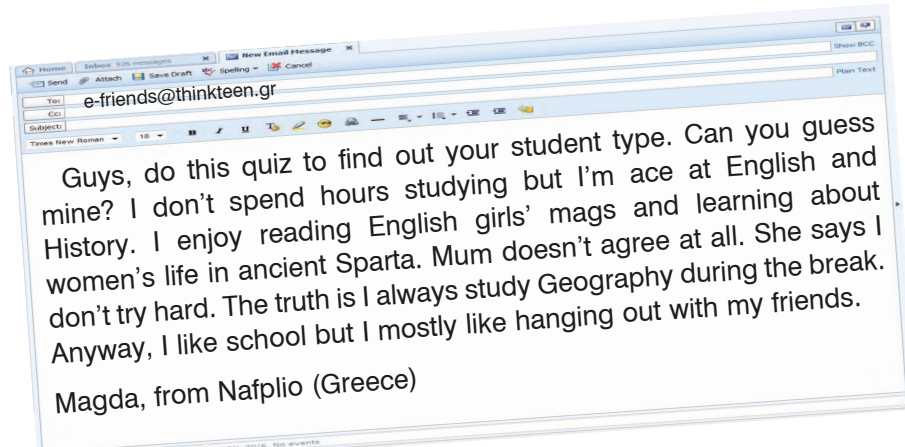 Home Inbox 926 messages New Email Message
Send Attach Save Draft Spelling Cancel
Show BCC
To: e-friends@thinkteen.gr
Cc:
Plain Text
Subject:
Times New Roman 18 B I U
Guys, do this quiz to find out your student type. Can you guess
mine? I don't spend hours studying but I'm ace at English and
History. I enjoy reading English girls' mags and learning about
women's life in ancient Sparta. Mum doesn't agree at all. She says I
don't try hard. The truth is I always study Geography during the break.
Anyway, I like school but I mostly like hanging out with my friends.
Magda, from Nafplio (Greece)
No events